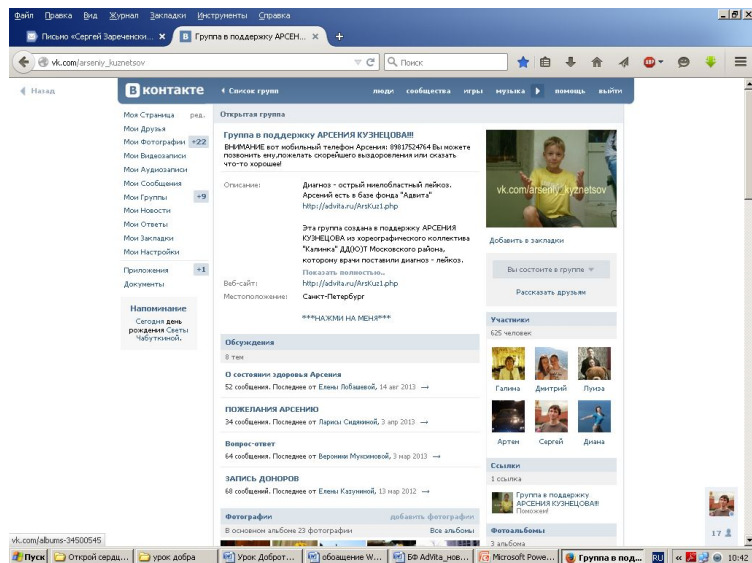 Файл Правка Вид Журнал Закладки Инструменты Справка
Письмо «Сергей Зареченски...
Группа в поддержку АРСЕН...
vk.com/arseniy_kuznetsov
Поиск
Назад
В контакте
Список групп
люди сообщества игры музыка помощь выйти
Моя Страница ред.
Мои Друзья
Мои Фотографии +22
Мои Видеозаписи
Мои Аудиозаписи
Мои Сообщения
Мои Группы +9
Мои Новости
Мои Ответы
Мои Закладки
Мои Настройки
Приложения +1
Документы
Напоминание
Сегодня день
рождения Светы
Чабуткиной.
Открытая группа
Группа в поддержку АРСЕНИЯ КУЗНЕЦОВА!!!
ВНИМАНИЕ вот мобильный телефон Арсения: 89817524764 Вы можете
позвонить ему,пожелать скорейшего выздоровления или сказать
что-то хорошее!
Описание: Диагноз - острый миелобластный лейкоз.
Арсений есть в базе фонда "Адвита"
http://advita.ru/ArsKuz1.php
Эта группа создана в поддержку АРСЕНИЯ
КУЗНЕЦОВА из хореографического коллектива
"Калинка" ДД(Ю)Т Московского района,
которому врачи поставили диагноз - лейкоз.
Показать полностью..
Веб-сайт: http://advita.ru/ArsKuz1.php
Местоположение: Санкт-Петербург
***НАЖМИ НА МЕНЯ***
Обсуждения
8 тем
О состоянии здоровья Арсения
52 сообщения. Последнее от Елены Лобашевой, 14 авг 2013 →
ПОЖЕЛАНИЯ АРСЕНИЮ
34 сообщения. Последнее от Ларисы Сидякиной, 3 апр 2013 →
Вопрос-ответ
64 сообщения. Последнее от Вероники Муксимовой, 3 мар 2013 →
ЗАПИСЬ ДОНОРОВ
68 сообщений. Последнее от Елены Казуниной, 13 мар 2012 →
Фотографии добавить фотографии
В основном альбоме 23 фотографии Все альбомы
vk.com/arseniy_kyznetsov
Добавить в закладки
Вы состоите в группе
Рассказать друзьям
Участники
625 человек
Галина Дмитрий Луиза
Артем Сергей Диана
Ссылки
1 ссылка
Группа в поддержку
АРСЕНИЯ КУЗНЕЦОВА!!!
Поможем!
Фотоальбомы
3 альбома
17
vk.com/albums-34500545
Пуск
Открой сердц...
урок добра
Урок Доброт...
обоащение W...
БФ AdVita_нов...
Microsoft Powe...
Группа в под...
RU
10:42